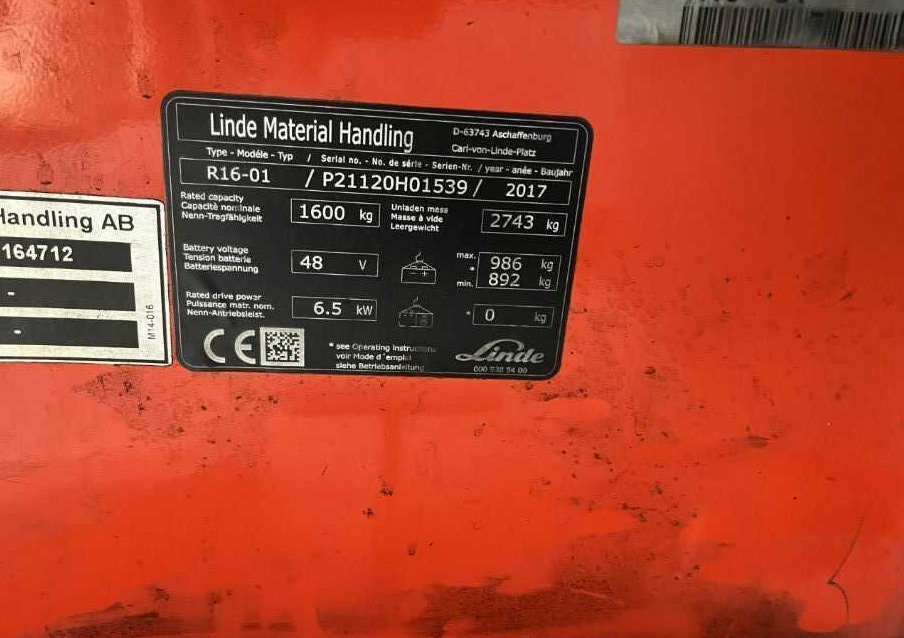 Linde Material Handling
D-63743 Aschaffenburg
Carl-von-Linde-Platz
Type - Modéle - Typ / Serial no. - No. de série - Serien-Nr. / year - anée - Baujahr
R16-01 / P21120H01539 / 2017
Rated capacity
Capacité nominale
Nenn-Tragfähigkeit
1600 kg
Unladen mass
Masse à vide
Leergewicht
2743 kg
Battery voltage
Tension batterie
Batteriespannung
48 V
max. 986 kg
*
min. 892 kg
Rated drive power
Puissance matr. nom.
Nenn-Antriebsleist.
6.5 kW
* 0 kg
CE
* see Operating Instructions
voir Mode d'emploi
siehe Betriebsanleitung
Linde
000 938 54 00
Handling AB
164712
-
-
M14-016